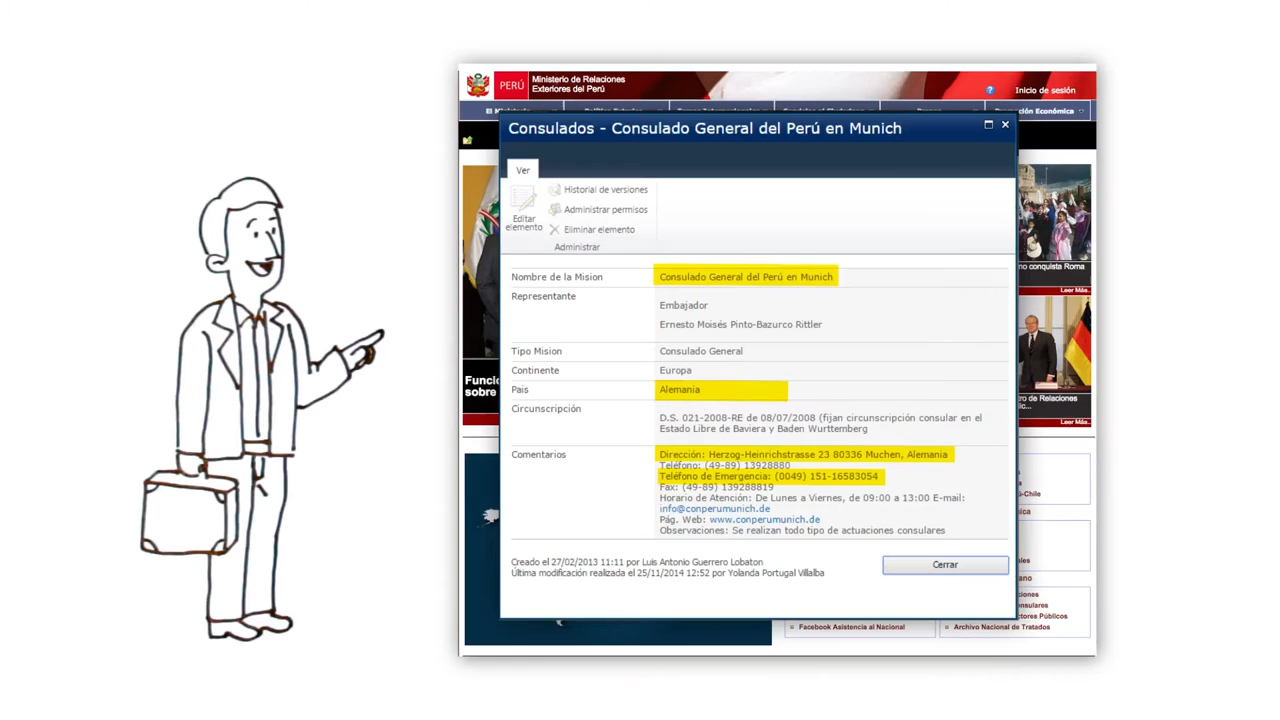 PERÚ
Ministerio de Relaciones
Exteriores del Perú
Inicio de sesión
Económica
Consulados - Consulado General del Perú en Munich
Ver
Editar
elemento
Historial de versiones
Administrar permisos
Eliminar elemento
Administrar
Nombre de la Mision Consulado General del Perú en Munich
Representante
Embajador
Ernesto Moisés Pinto-Bazurco Rittler
Tipo Mision Consulado General
Continente Europa
Pais Alemania
Circunscripción
D.S. 021-2008-RE de 08/07/2008 (fijan circunscripción consular en el
Estado Libre de Baviera y Baden Wurttemberg
Comentarios Dirección: Herzog-Heinrichstrasse 23 80336 Muchen, Alemania
Teléfono: (49-89) 13928880
Teléfono de Emergencia: (0049) 151-16583054
Fax: (49-89) 139288819
Horario de Atención: De Lunes a Viernes, de 09:00 a 13:00 E-mail:
info@conperumunich.de
Pág. Web: www.conperumunich.de
Observaciones: Se realizan todo tipo de actuaciones consulares
Creado el 27/02/2013 11:11 por Luis Antonio Guerrero Lobaton
Última modificación realizada el 25/11/2014 12:52 por Yolanda Portugal Villalba
Cerrar
conquista Roma
Leer Más..
de Relaciones
Leer Más..
sobre
-Chile
Públicos
Facebook Asistencia al Nacional
Archivo Nacional de Tratados